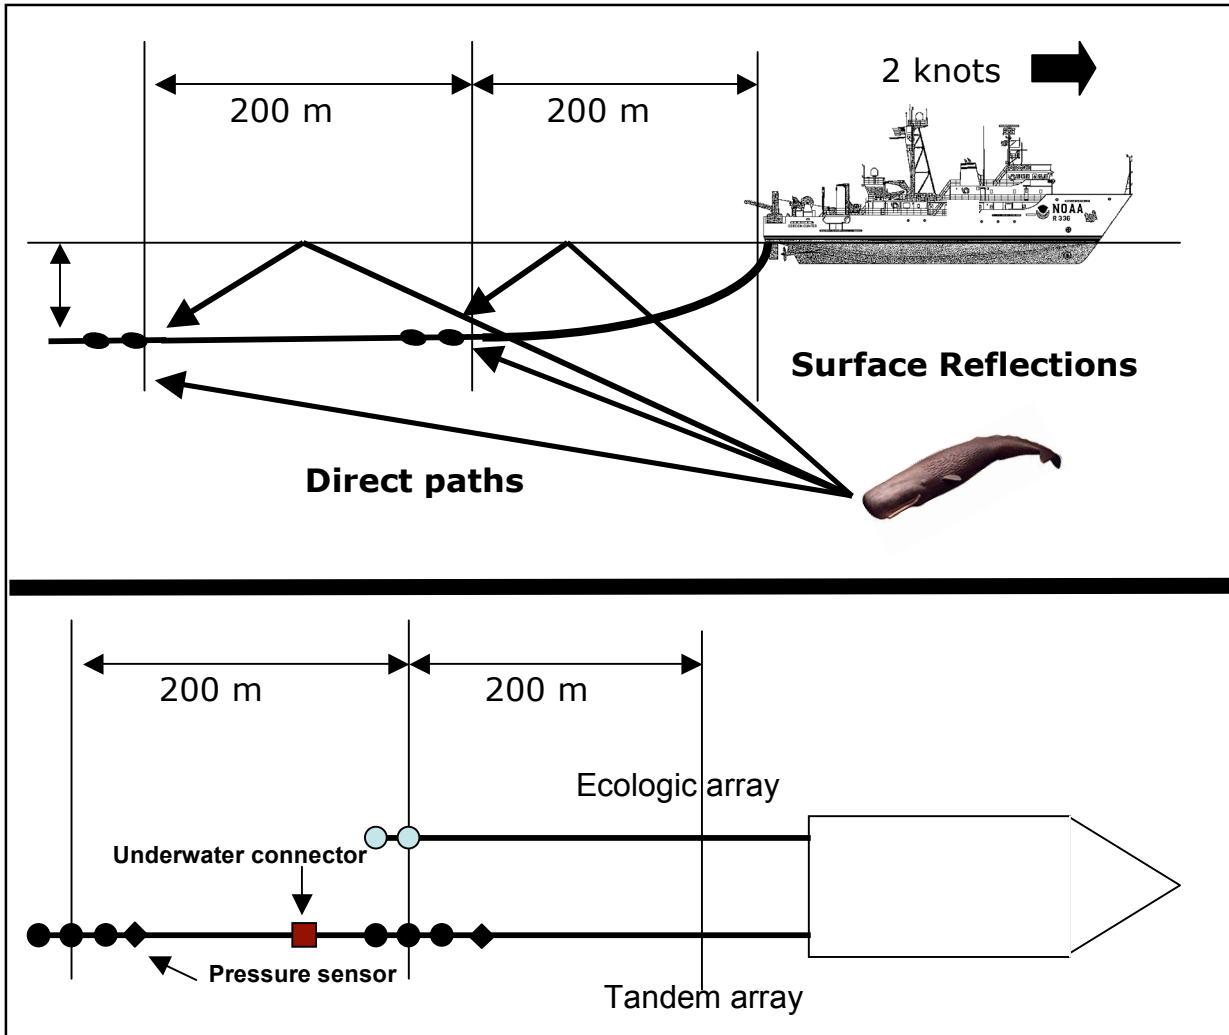 2 knots
200 m
200 m
NOAA
R 336
Surface Reflections
Direct paths
200 m
200 m
Ecologic array
Underwater connector
Pressure sensor
Tandem array